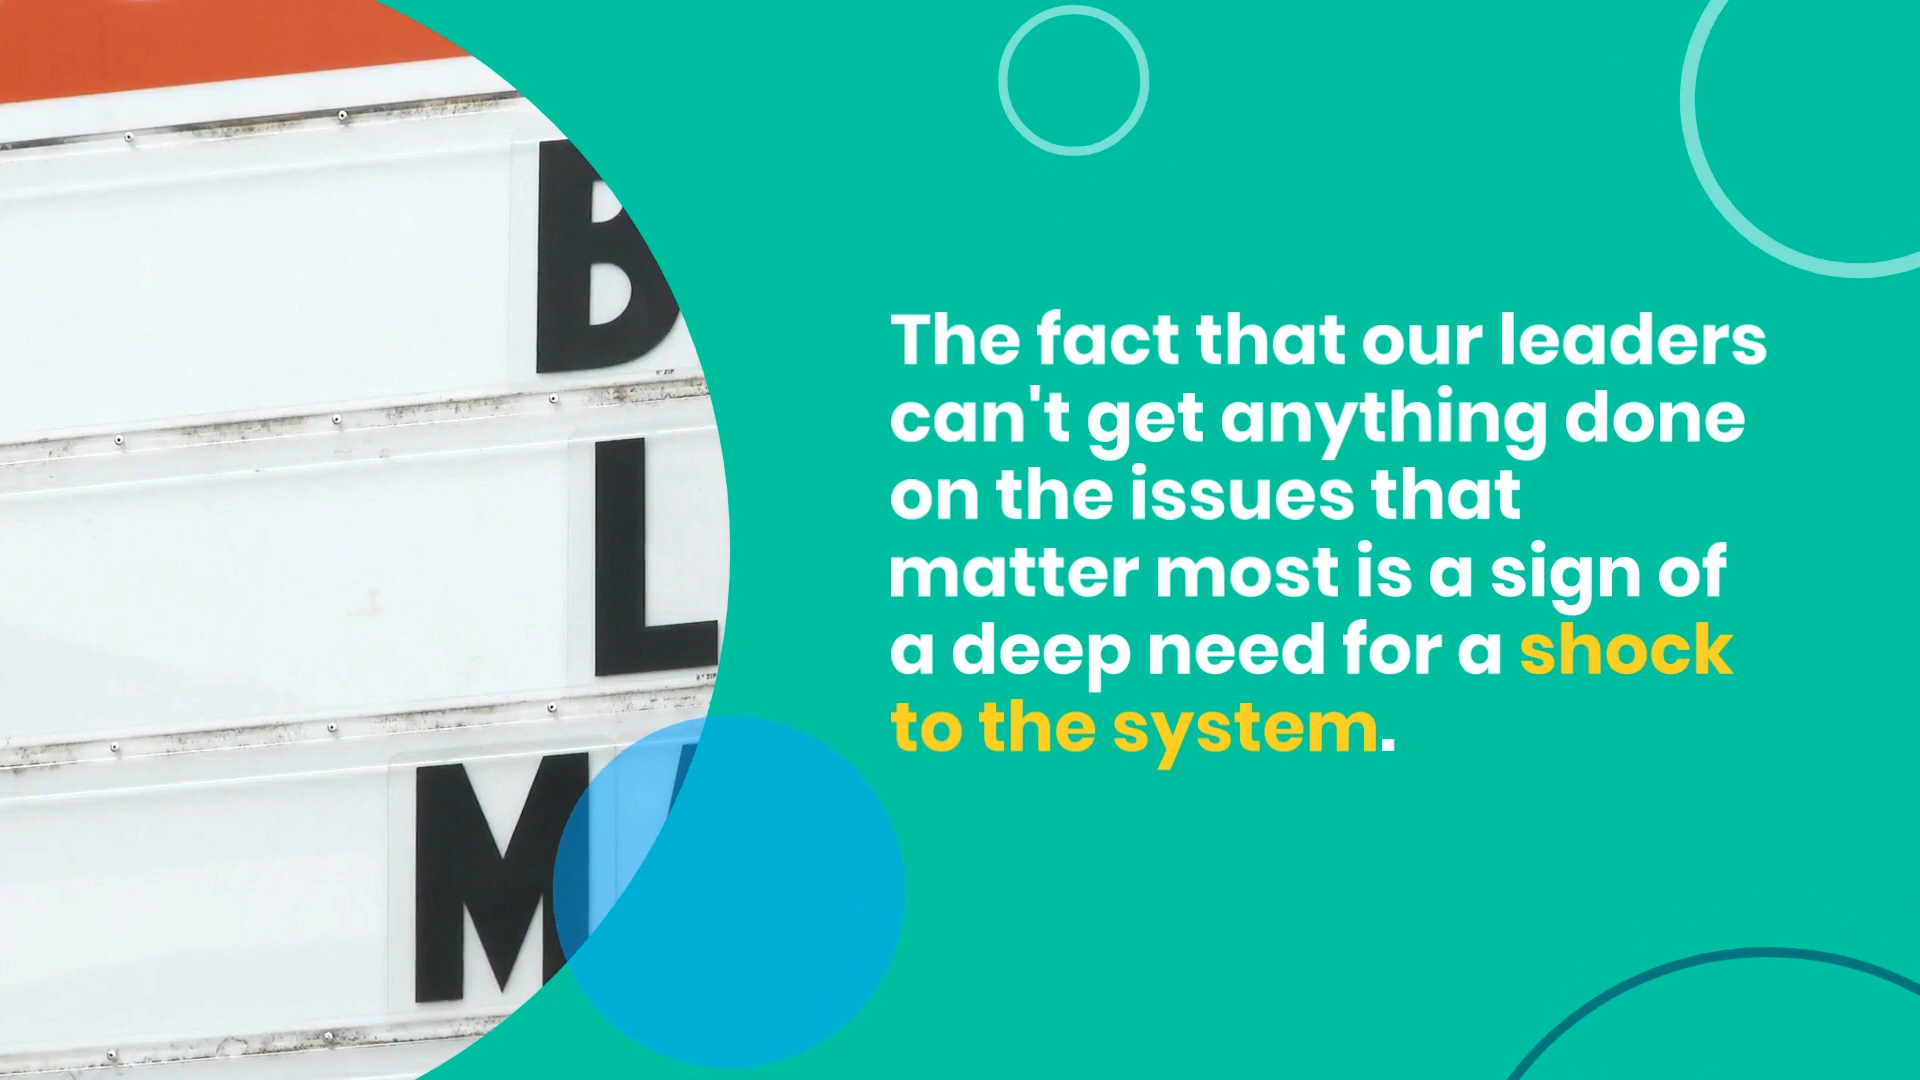 B
L
M
The fact that our leaders
can't get anything done
on the issues that
matter most is a sign of
a deep need for a shock
to the system.